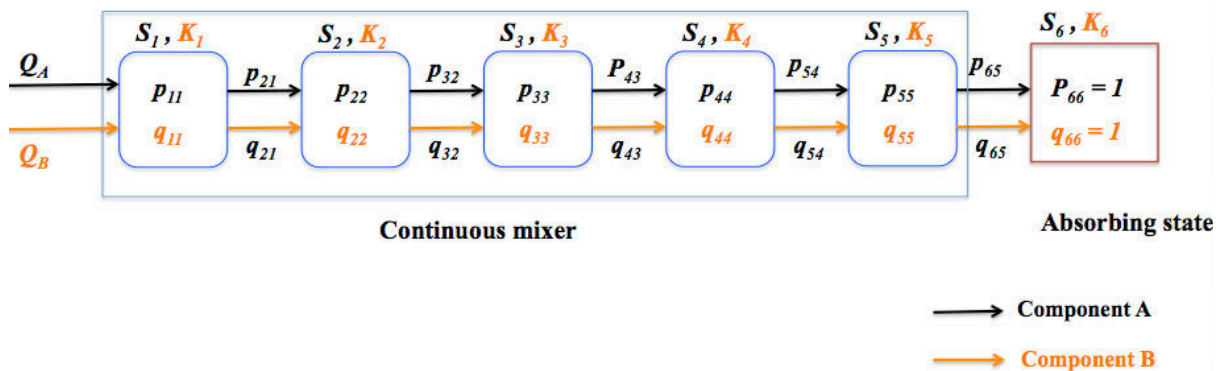 S1 , K1 S2 , K2 S3 , K3 S4 , K4 S5 , K5 S6 , K6
QA p21 p32 P43 p54 p65
p11 p22 p33 p44 p55 P66 = 1
q11 q22 q33 q44 q55 q66 = 1
QB q21 q32 q43 q54 q65
Continuous mixer Absorbing state
Component A
Component B